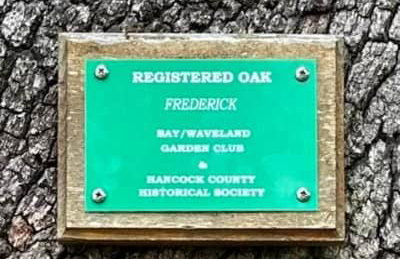 REGISTERED OAK
FREDERICK
BAY/WAVELAND
GARDEN CLUB
&
HANCOCK COUNTY
HISTORICAL SOCIETY